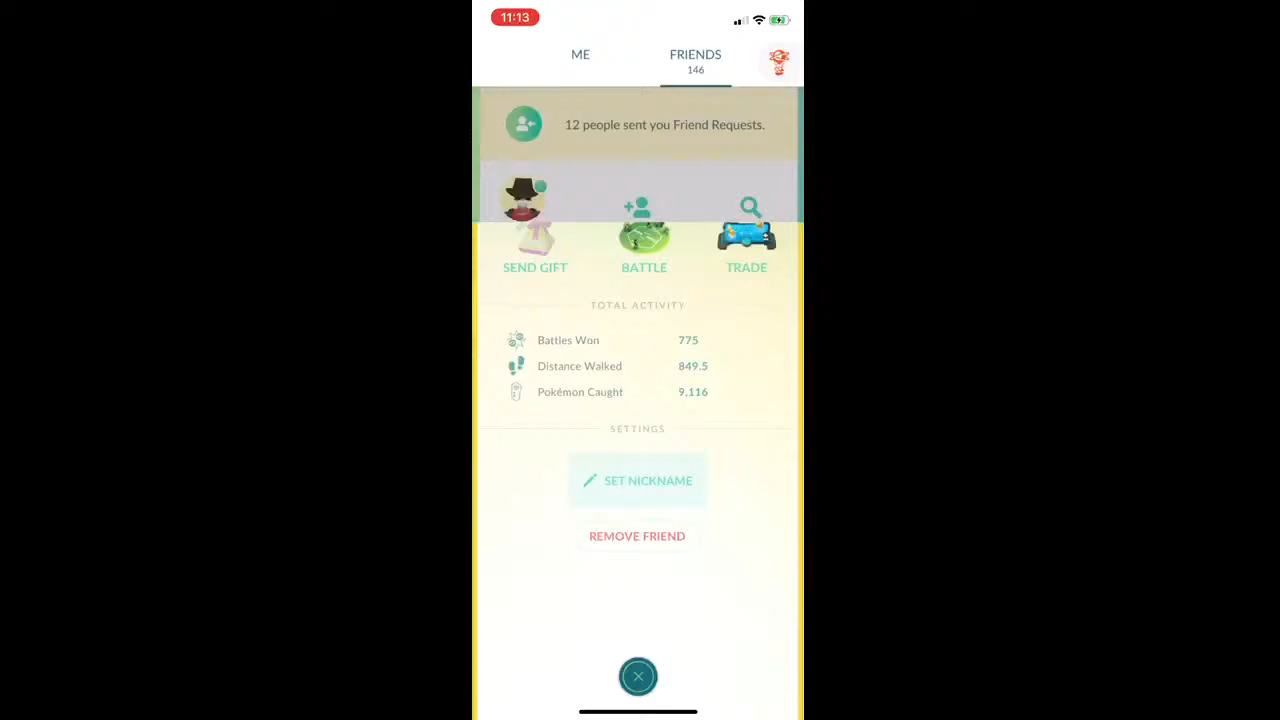 11:13
ME
FRIENDS
146
12 people sent you Friend Requests.
SEND GIFT
BATTLE
TRADE
TOTAL ACTIVITY
Battles Won 775
Distance Walked 849.5
Pokémon Caught 9,116
SETTINGS
SET NICKNAME
REMOVE FRIEND